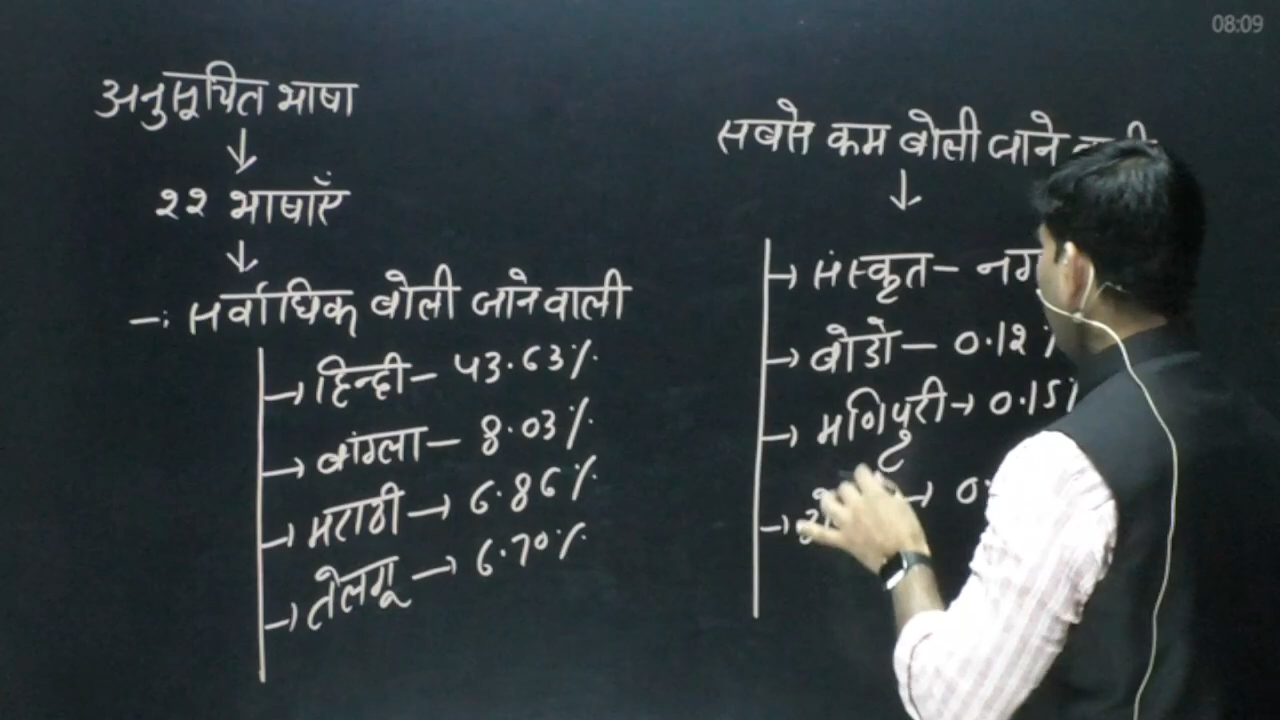 08:09
अनुसूचित भाषा
↓
२२ भाषाएँ
↓
-: सर्वाधिक बोली जाने वाली
→ हिन्दी - 43.63%
→ बांग्ला - 8.03%
→ मराठी → 6.86%
→ तेलगू → 6.70%
सबसे कम बोली जाने
↓
→ संस्कृत -
→ बोडो - 0.12%
→ मणिपुरी → 0.15%
→ → 0.